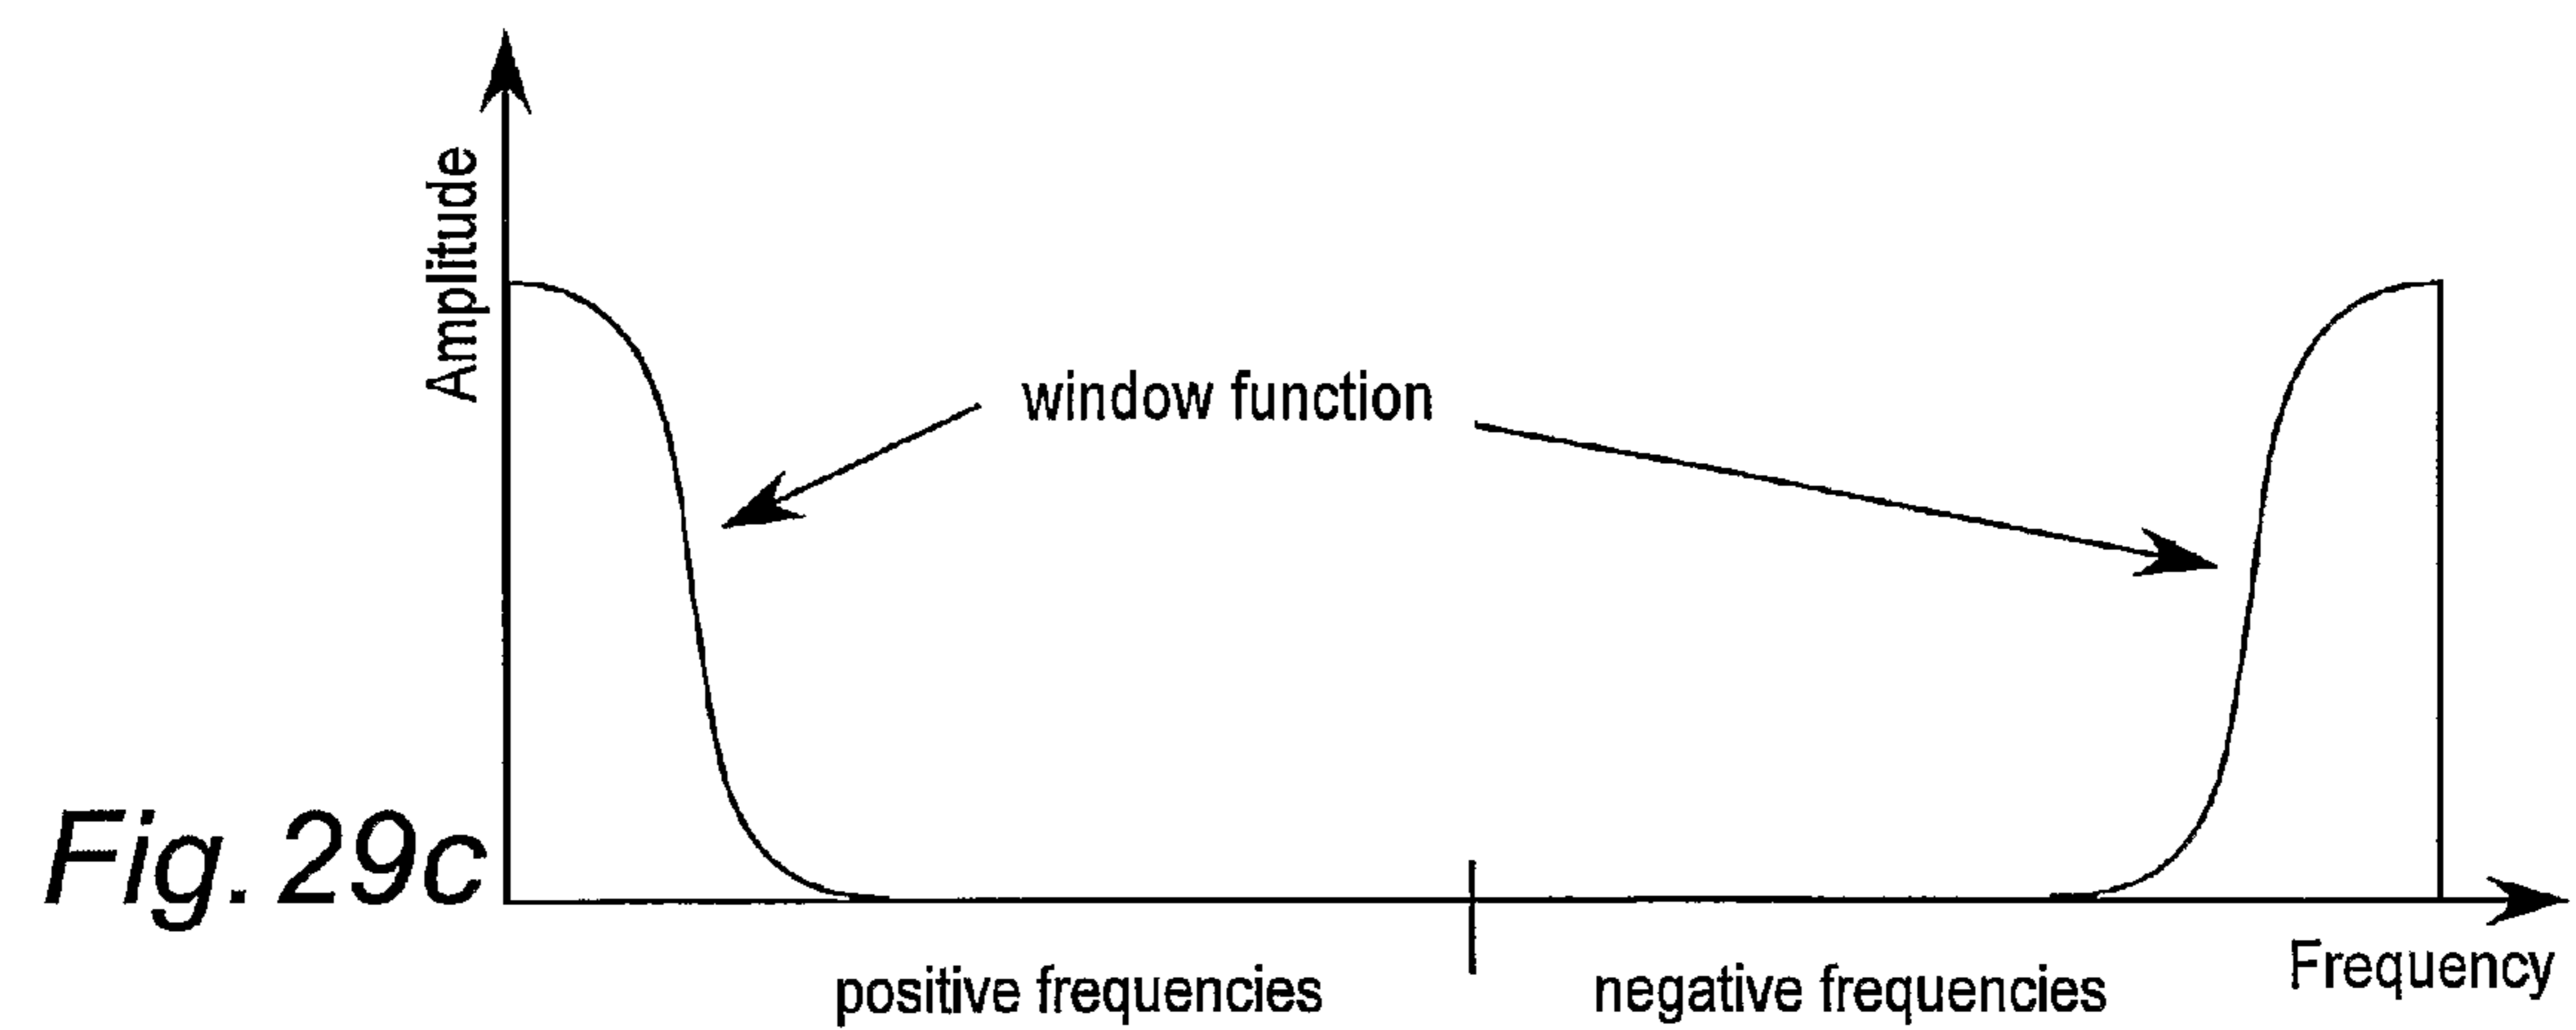 Amplitude
window function
Fig. 29c
positive frequencies
negative frequencies
Frequency